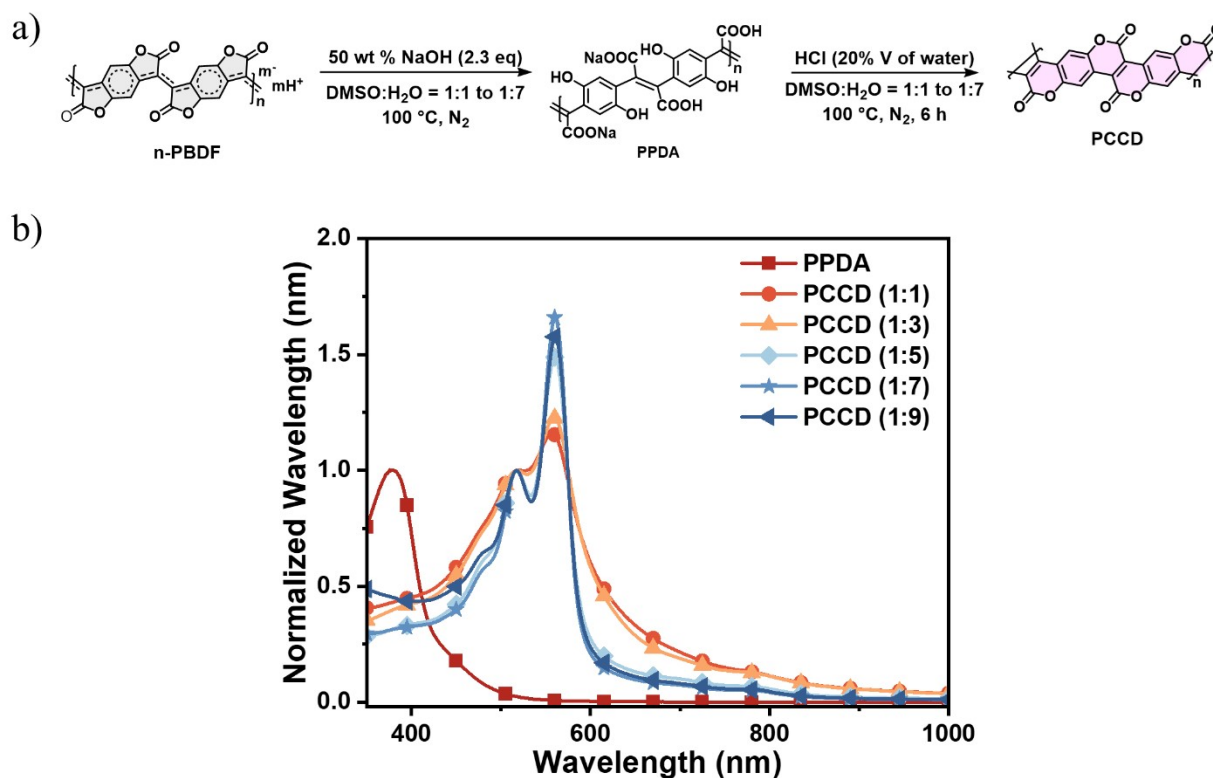 a)
50 wt % NaOH (2.3 eq)
DMSO:H₂O = 1:1 to 1:7
100 °C, N₂
HCl (20% V of water)
DMSO:H₂O = 1:1 to 1:7
100 °C, N₂, 6 h
O
O
O
O
O
O
O
O
m⁻
n
mH⁺
n-PBDF
COOH
NaOOC
HO
OH
n
HO
OH
COOH
COONa
PPDA
O
O
O
O
O
O
O
O
n
PCCD
b)
Normalized Wavelength (nm)
2.0
1.5
1.0
0.5
0.0
PPDA
PCCD (1:1)
PCCD (1:3)
PCCD (1:5)
PCCD (1:7)
PCCD (1:9)
400
600
800
1000
Wavelength (nm)